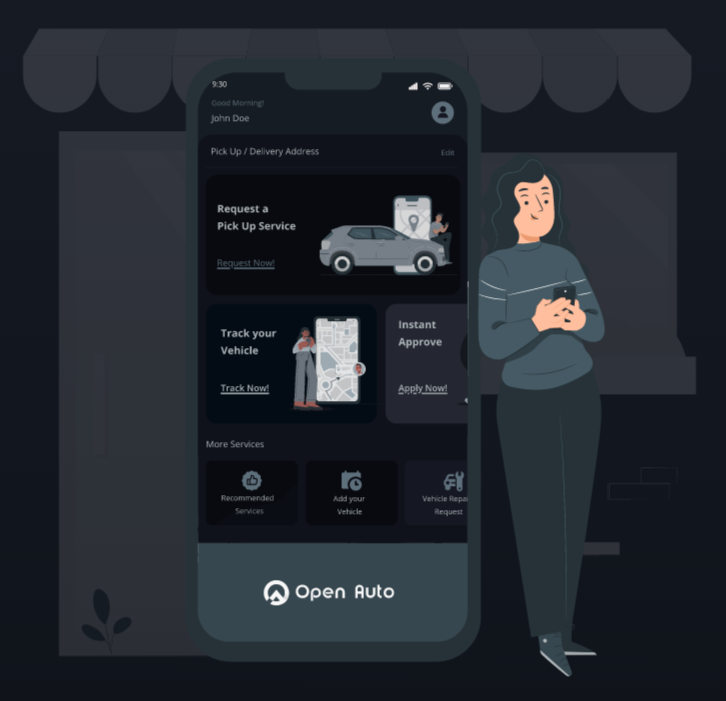 9:30
Good Morning!
John Doe
Pick Up / Delivery Address
Edit
Request a
Pick Up Service
Request Now!
Track your
Vehicle
Track Now!
Instant
Approve
Apply Now!
More Services
Recommended
Services
Add your
Vehicle
Vehicle Repa
Request
Open Auto